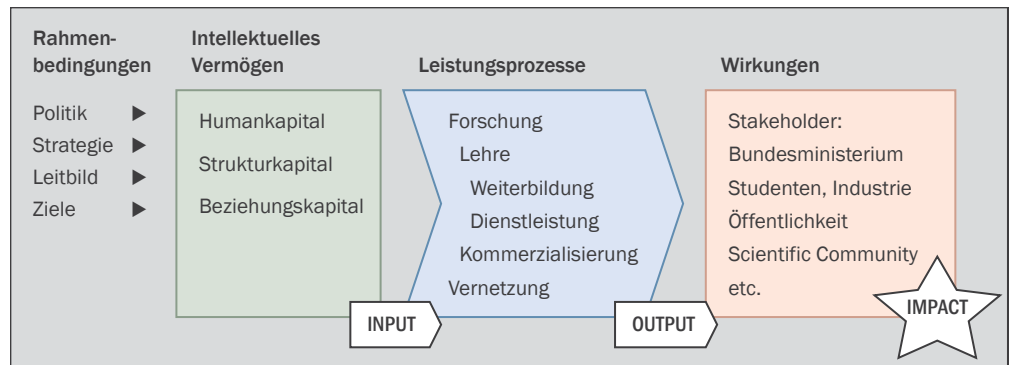 Rahmen-
bedingungen
Politik ▶
Strategie ▶
Leitbild ▶
Ziele ▶
Intellektuelles
Vermögen
Humankapital
Strukturkapital
Beziehungskapital
INPUT
Leistungsprozesse
Forschung
Lehre
Weiterbildung
Dienstleistung
Kommerzialisierung
Vernetzung
OUTPUT
Wirkungen
Stakeholder:
Bundesministerium
Studenten, Industrie
Öffentlichkeit
Scientific Community
etc.
IMPACT